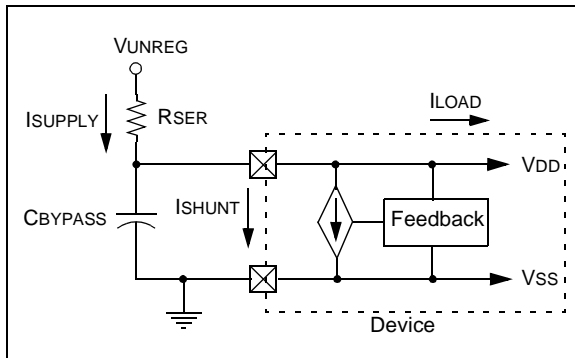 VUNREG
ILOAD
ISUPPLY
RSER
VDD
CBYPASS
ISHUNT
Feedback
VSS
Device